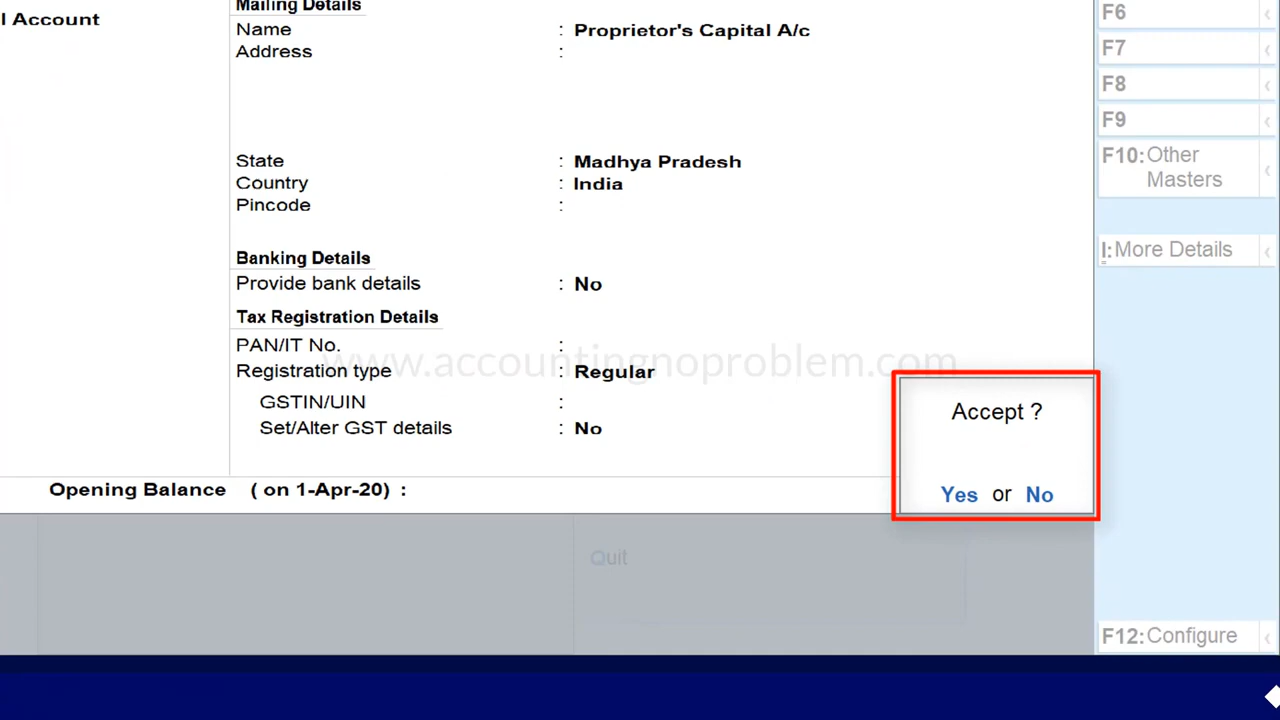 l Account
Mailing Details
Name : Proprietor's Capital A/c
Address :
State : Madhya Pradesh
Country : India
Pincode :
Banking Details
Provide bank details : No
Tax Registration Details
PAN/IT No. :
Registration type : Regular
GSTIN/UIN :
Set/Alter GST details : No
www.accountingnoproblem.com
Opening Balance ( on 1-Apr-20) :
Accept ?
Yes or No
Quit
F6
F7
F8
F9
F10: Other
Masters
I: More Details
F12: Configure